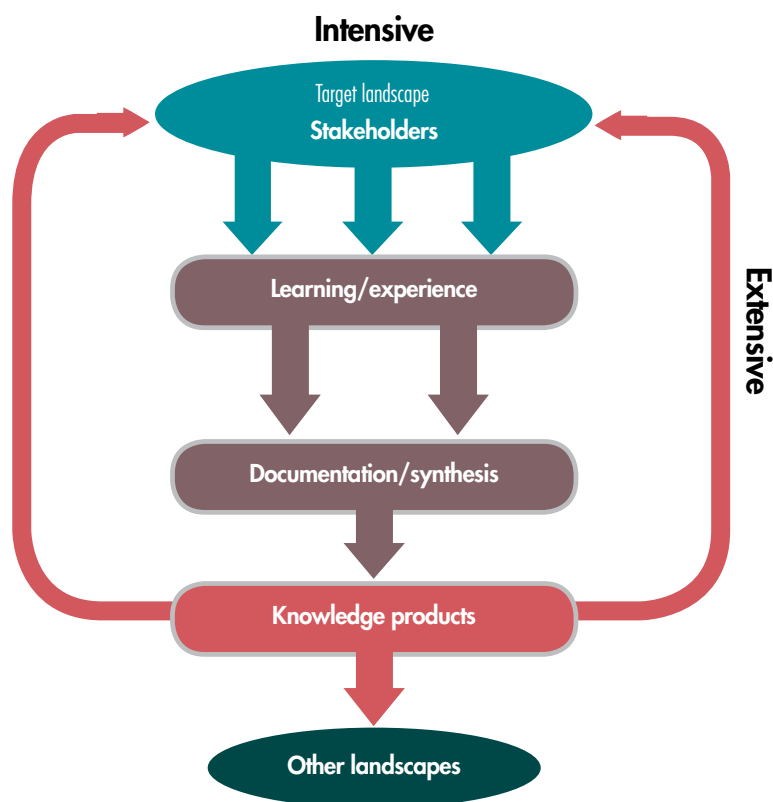 Intensive
Target landscape
Stakeholders
Learning/experience
Extensive
Documentation/synthesis
Knowledge products
Other landscapes